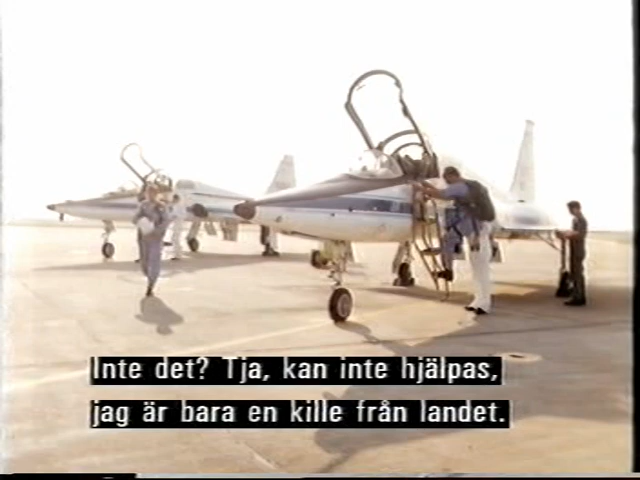 Inte det? Tja, kan inte hjälpas,
jag är bara en kille från landet.